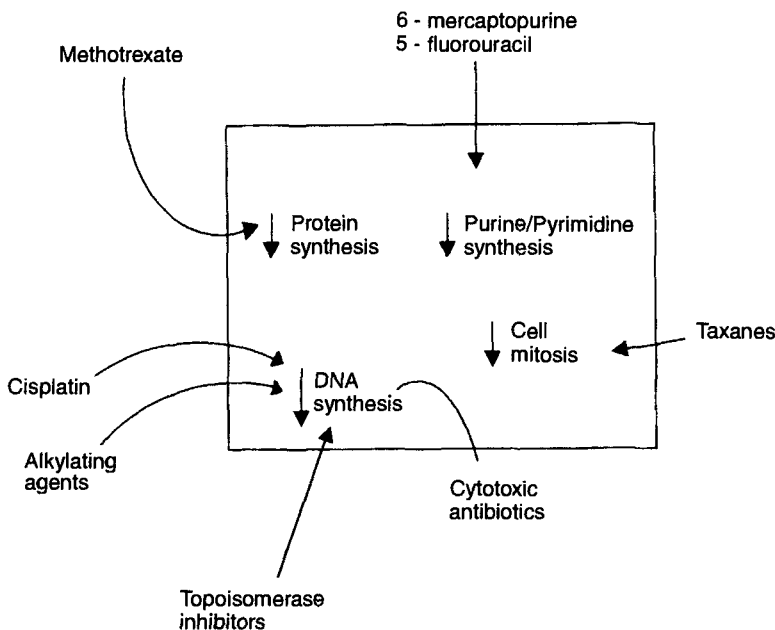 6 - mercaptopurine
5 - fluorouracil
Methotrexate
Protein
synthesis
Purine/Pyrimidine
synthesis
Cell
mitosis
Taxanes
Cisplatin
DNA
synthesis
Alkylating
agents
Cytotoxic
antibiotics
Topoisomerase
inhibitors